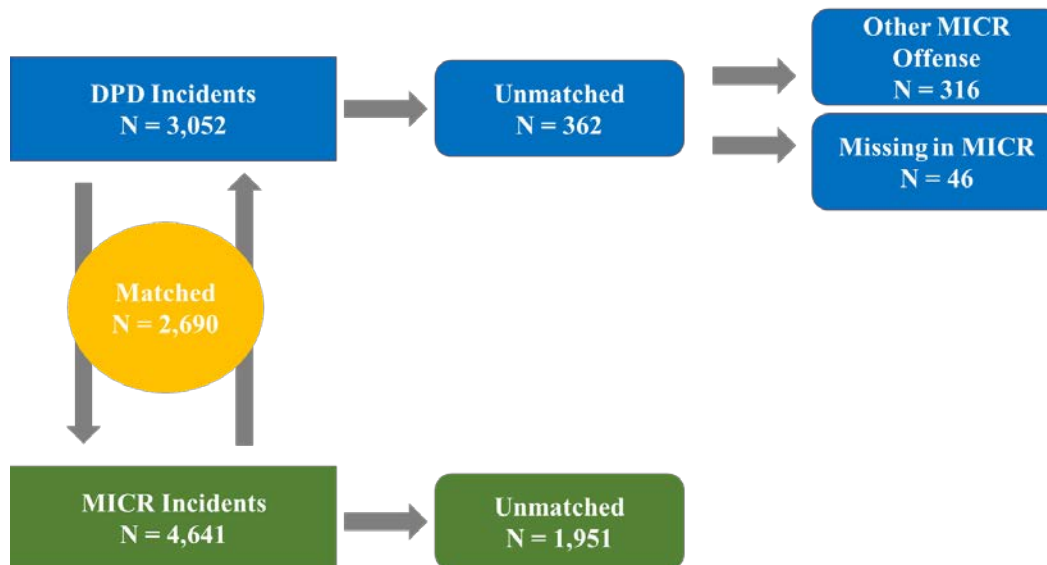 DPD Incidents
N = 3,052
Unmatched
N = 362
Other MICR
Offense
N = 316
Missing in MICR
N = 46
Matched
N = 2,690
MICR Incidents
N = 4,641
Unmatched
N = 1,951